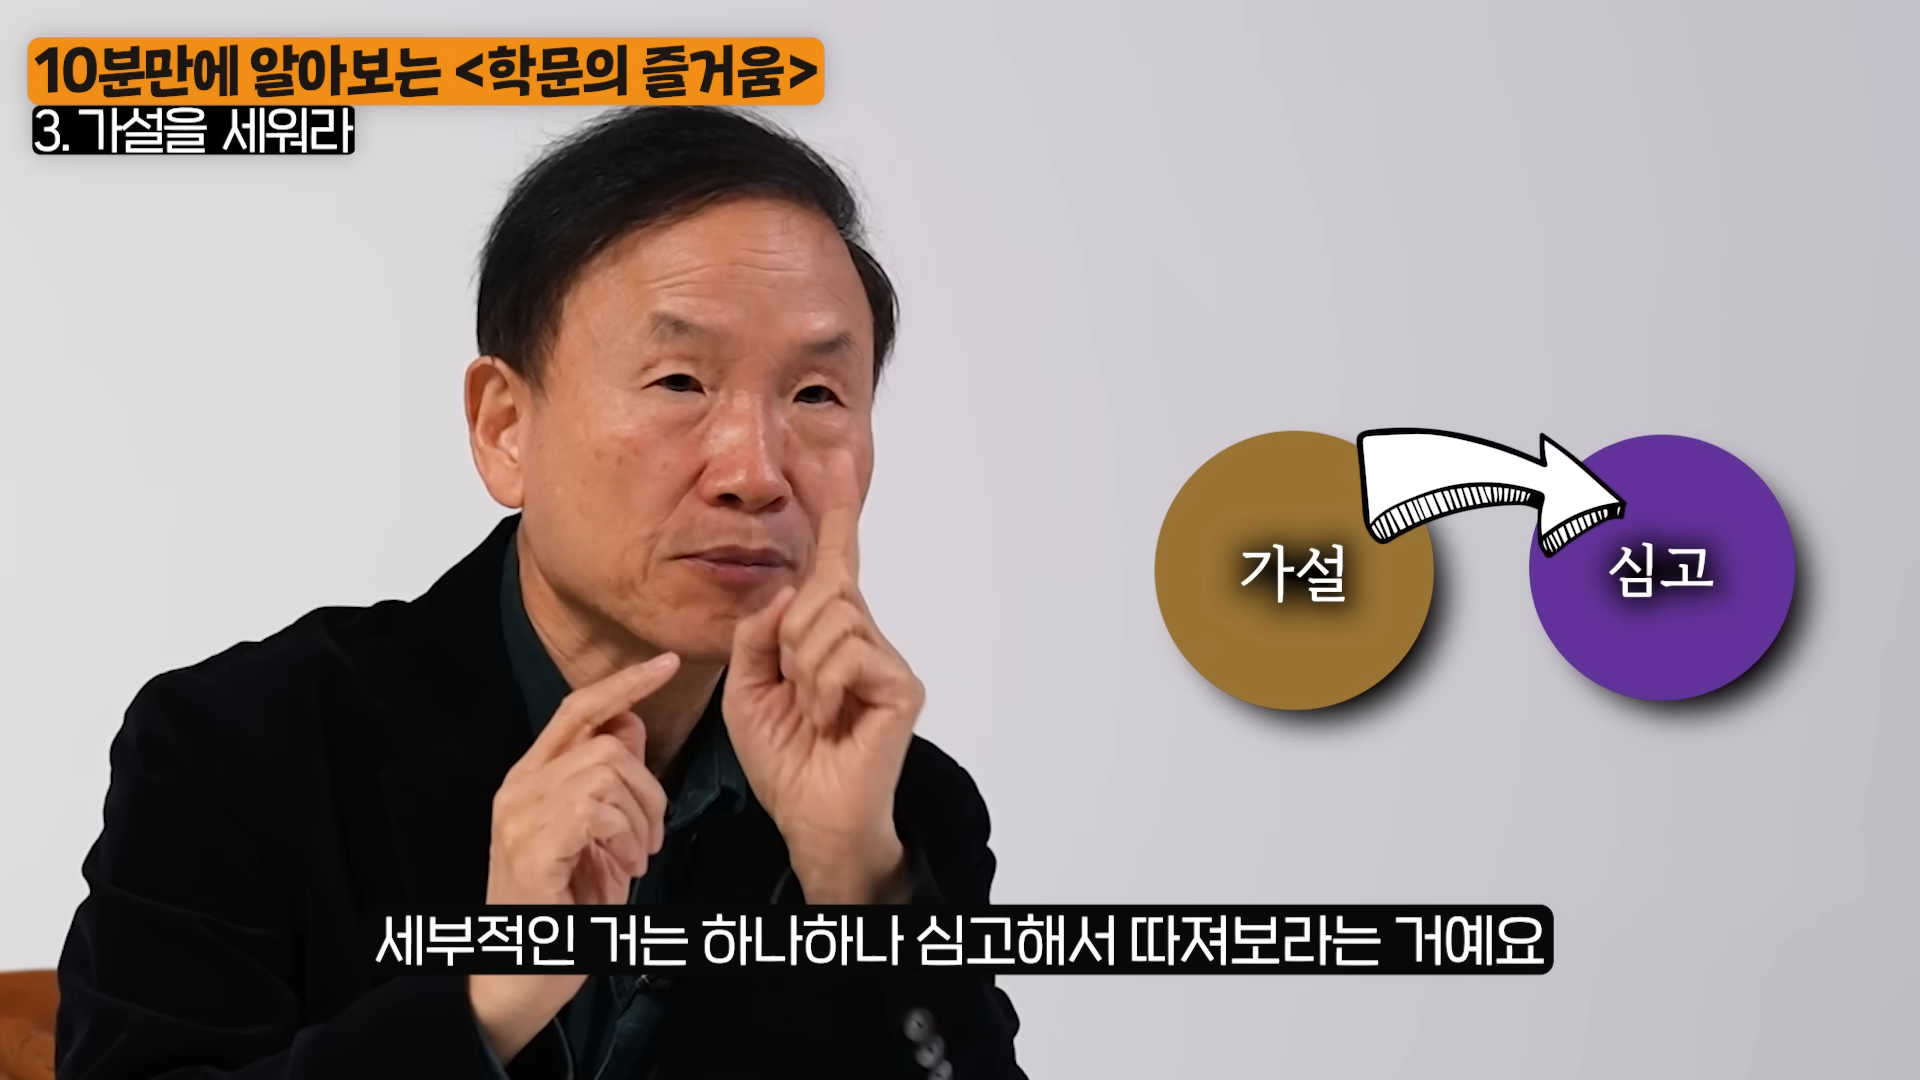 10분만에 알아보는 <학문의 즐거움>
3. 가설을 세워라
가설
심고
세부적인 거는 하나하나 심고해서 따져보라는 거예요